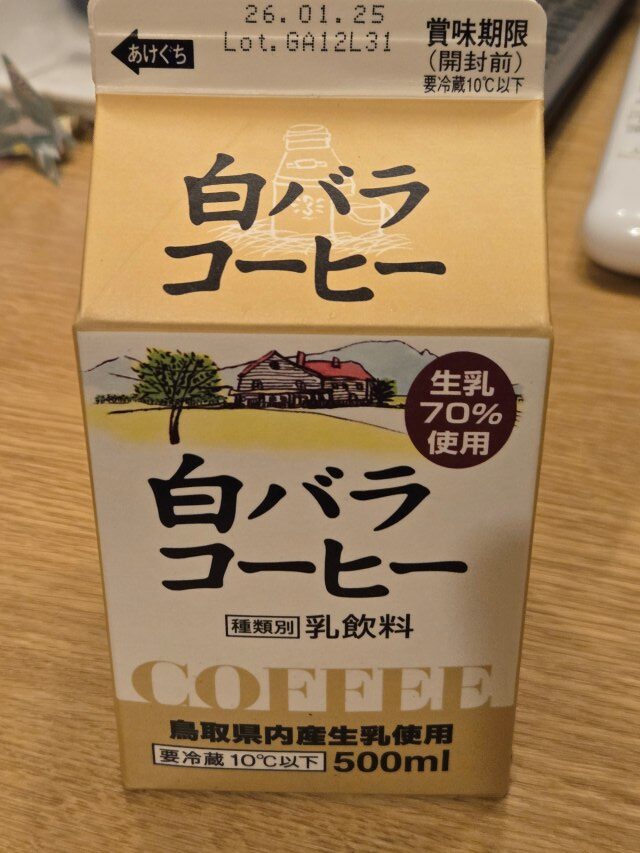 26.01.25
Lot.GA12L31
賞味期限
(開封前)
要冷蔵10℃以下
あけくち
白バラ
コーヒー
生乳
70%
使用
白バラ
コーヒー
種類別 乳飲料
COFFEE
鳥取県内産生乳使用
要冷蔵 10℃以下 500ml